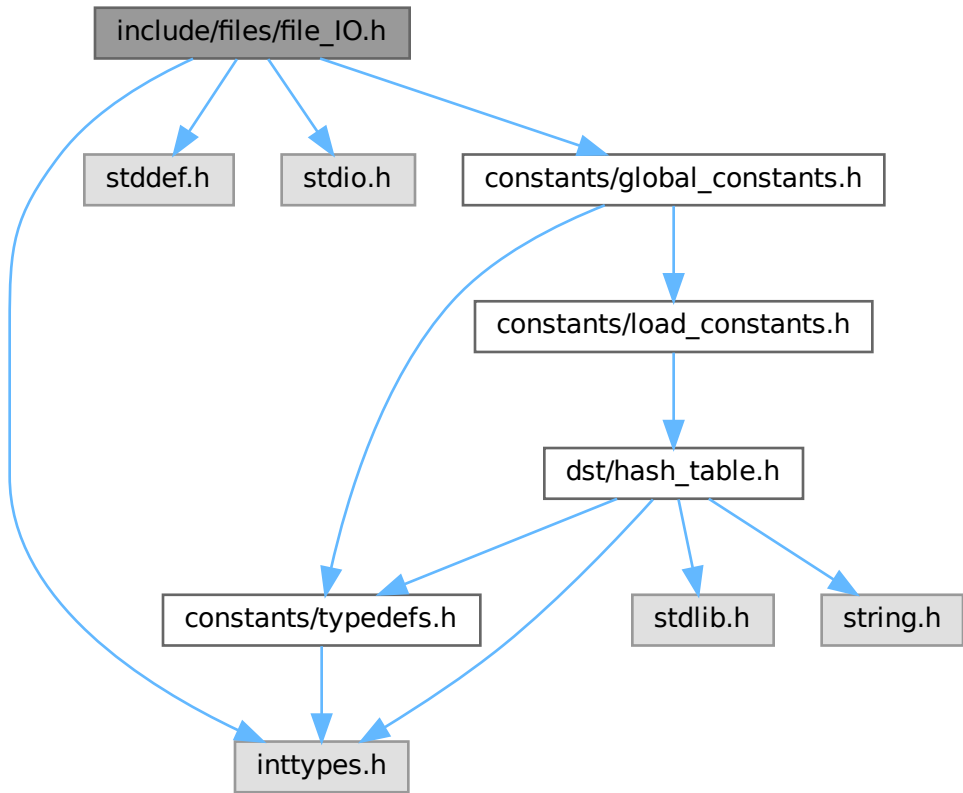 include/files/file_IO.h
stddef.h
stdio.h
constants/global_constants.h
constants/load_constants.h
dst/hash_table.h
constants/typedefs.h
stdlib.h
string.h
inttypes.h